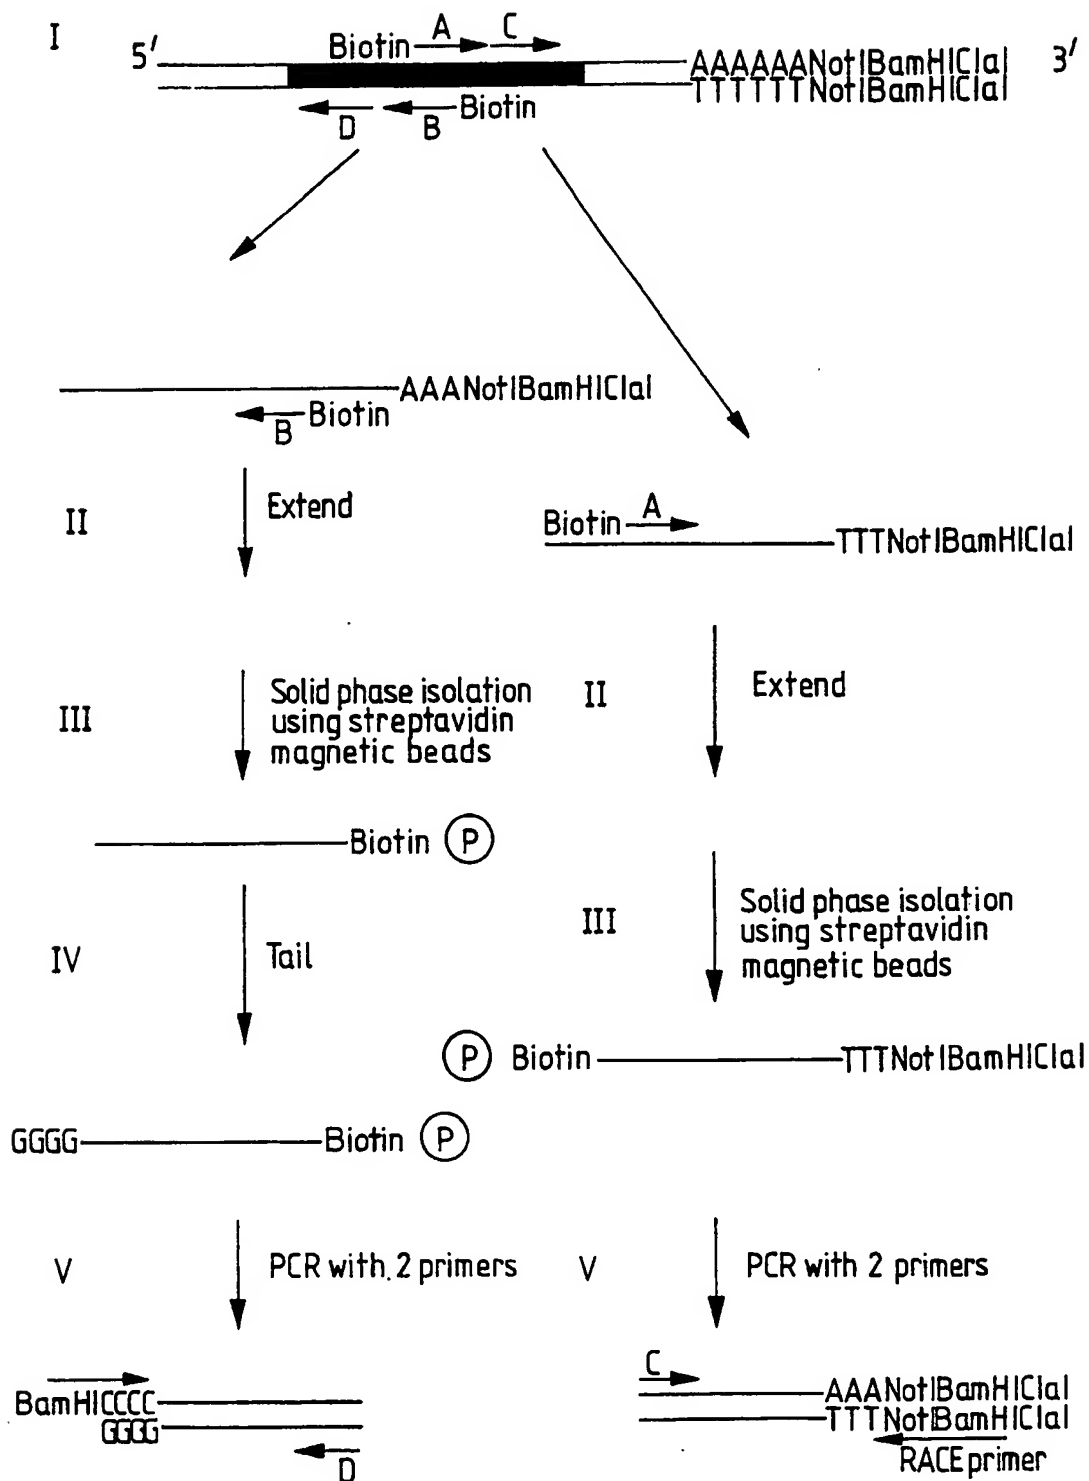 I
5' Biotin A C
AAAAAANotIBamHIClaI 3'
TTTTTTNotIBamHIClaI
D B Biotin
AAANotIBamHIClaI
B Biotin
II Extend
Biotin A
TTTNotIBamHIClaI
III Solid phase isolation
using streptavidin
magnetic beads
II Extend
Biotin P
IV Tail
III Solid phase isolation
using streptavidin
magnetic beads
P Biotin TTTNotIBamHIClaI
GGGG Biotin P
V PCR with. 2 primers
V PCR with 2 primers
BamHICCCC
GGGG
D
C
AAANotIBamHIClaI
TTTNotIBamHIClaI
RACE primer